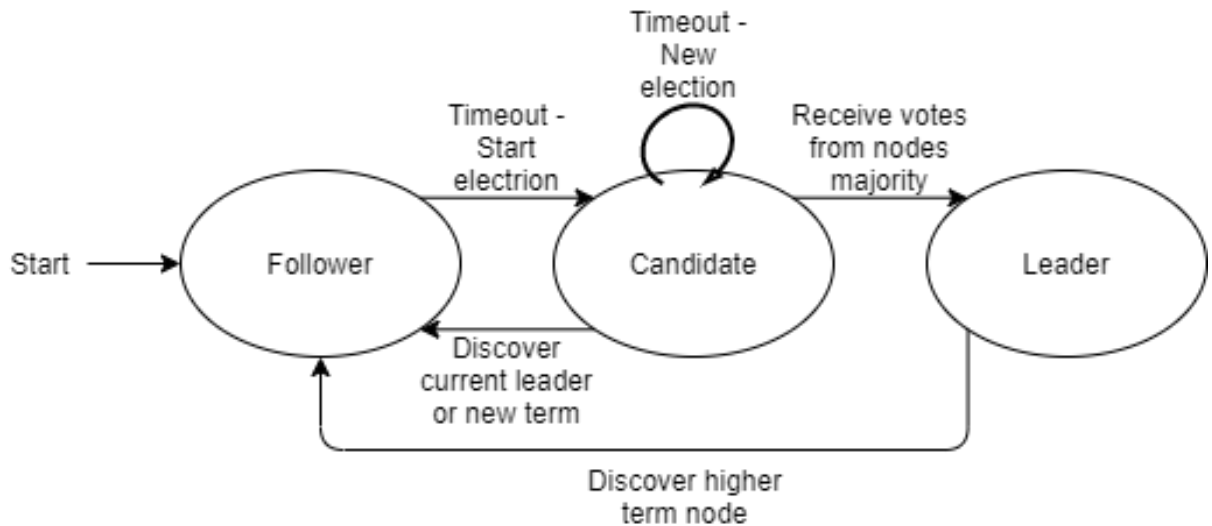 Timeout -
New
election
Timeout -
Start
electrion
Receive votes
from nodes
majority
Start
Follower
Candidate
Leader
Discover
current leader
or new term
Discover higher
term node